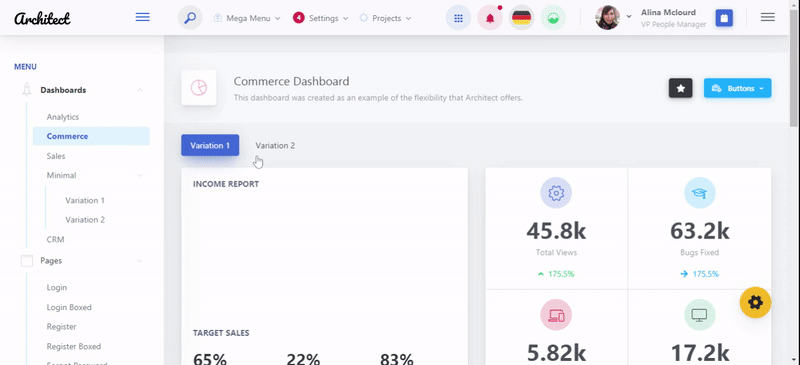 Architect
Mega Menu
4
Settings
Projects
Alina Mclourd
VP People Manager
MENU
Dashboards
Analytics
Commerce
Sales
Minimal
Variation 1
Variation 2
CRM
Pages
Login
Login Boxed
Register
Register Boxed
Forgot Password
Commerce Dashboard
This dashboard was created as an example of the flexibility that Architect offers.
Buttons
Variation 1
Variation 2
INCOME REPORT
TARGET SALES
65%
22%
83%
45.8k
Total Views
175.5%
63.2k
Bugs Fixed
175.5%
5.82k
17.2k